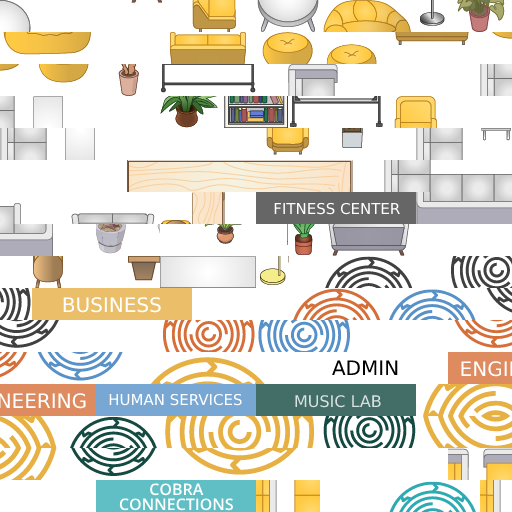 FITNESS CENTER
BUSINESS
ADMIN
ENGI
NEERING
HUMAN SERVICES
MUSIC LAB
COBRA
CONNECTIONS